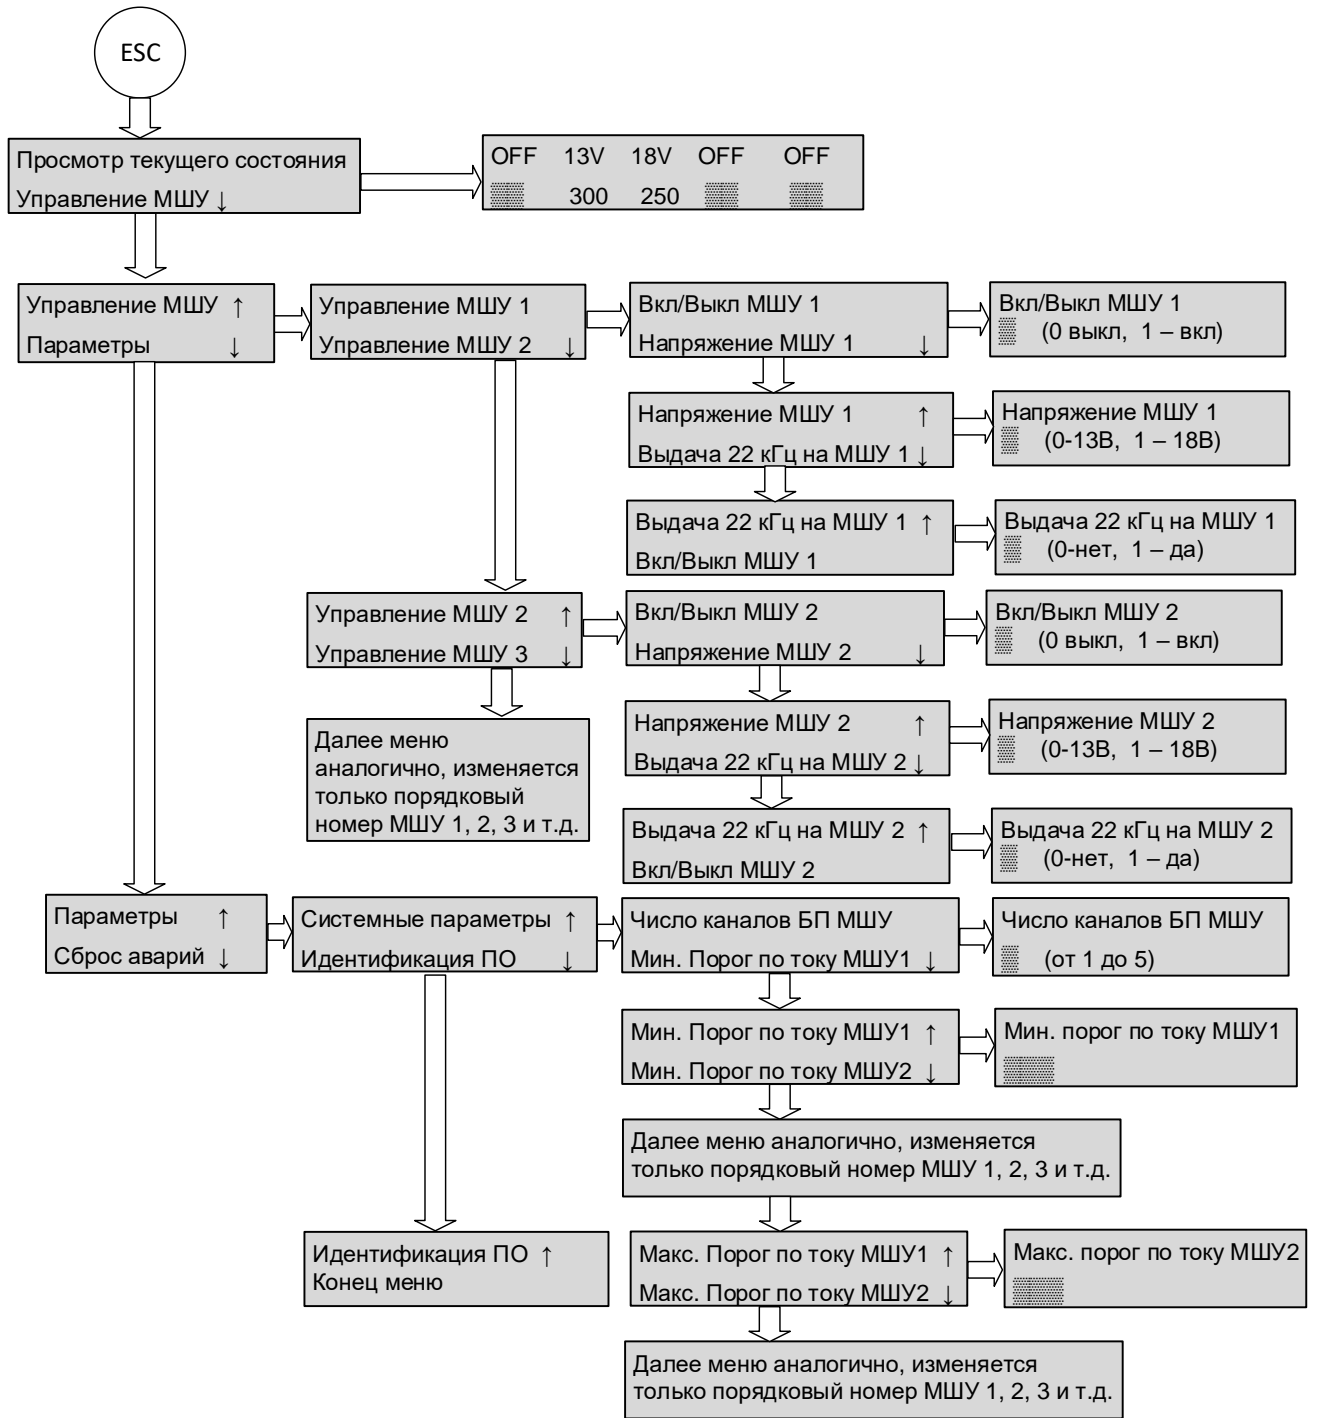 ESC
Просмотр текущего состояния
Управление МШУ ↓
OFF 13V 18V OFF OFF
300 250
Управление МШУ ↑
Параметры ↓
Управление МШУ 1
Управление МШУ 2 ↓
Вкл/Выкл МШУ 1
Напряжение МШУ 1 ↓
Вкл/Выкл МШУ 1
(0 выкл, 1 – вкл)
Напряжение МШУ 1 ↑
Выдача 22 кГц на МШУ 1 ↓
Напряжение МШУ 1
(0-13В, 1 – 18В)
Выдача 22 кГц на МШУ 1 ↑
Вкл/Выкл МШУ 1
Выдача 22 кГц на МШУ 1
(0-нет, 1 – да)
Управление МШУ 2 ↑
Управление МШУ 3 ↓
Вкл/Выкл МШУ 2
Напряжение МШУ 2 ↓
Вкл/Выкл МШУ 2
(0 выкл, 1 – вкл)
Далее меню
аналогично, изменяется
только порядковый
номер МШУ 1, 2, 3 и т.д.
Напряжение МШУ 2 ↑
Выдача 22 кГц на МШУ 2 ↓
Напряжение МШУ 2
(0-13В, 1 – 18В)
Выдача 22 кГц на МШУ 2 ↑
Вкл/Выкл МШУ 2
Выдача 22 кГц на МШУ 2
(0-нет, 1 – да)
Параметры ↑
Сброс аварий ↓
Системные параметры ↑
Идентификация ПО ↓
Число каналов БП МШУ
Мин. Порог по току МШУ1 ↓
Число каналов БП МШУ
(от 1 до 5)
Мин. Порог по току МШУ1 ↑
Мин. Порог по току МШУ2 ↓
Мин. порог по току МШУ1
Далее меню аналогично, изменяется
только порядковый номер МШУ 1, 2, 3 и т.д.
Идентификация ПО ↑
Конец меню
Макс. Порог по току МШУ1 ↑
Макс. Порог по току МШУ2 ↓
Макс. порог по току МШУ2
Далее меню аналогично, изменяется
только порядковый номер МШУ 1, 2, 3 и т.д.